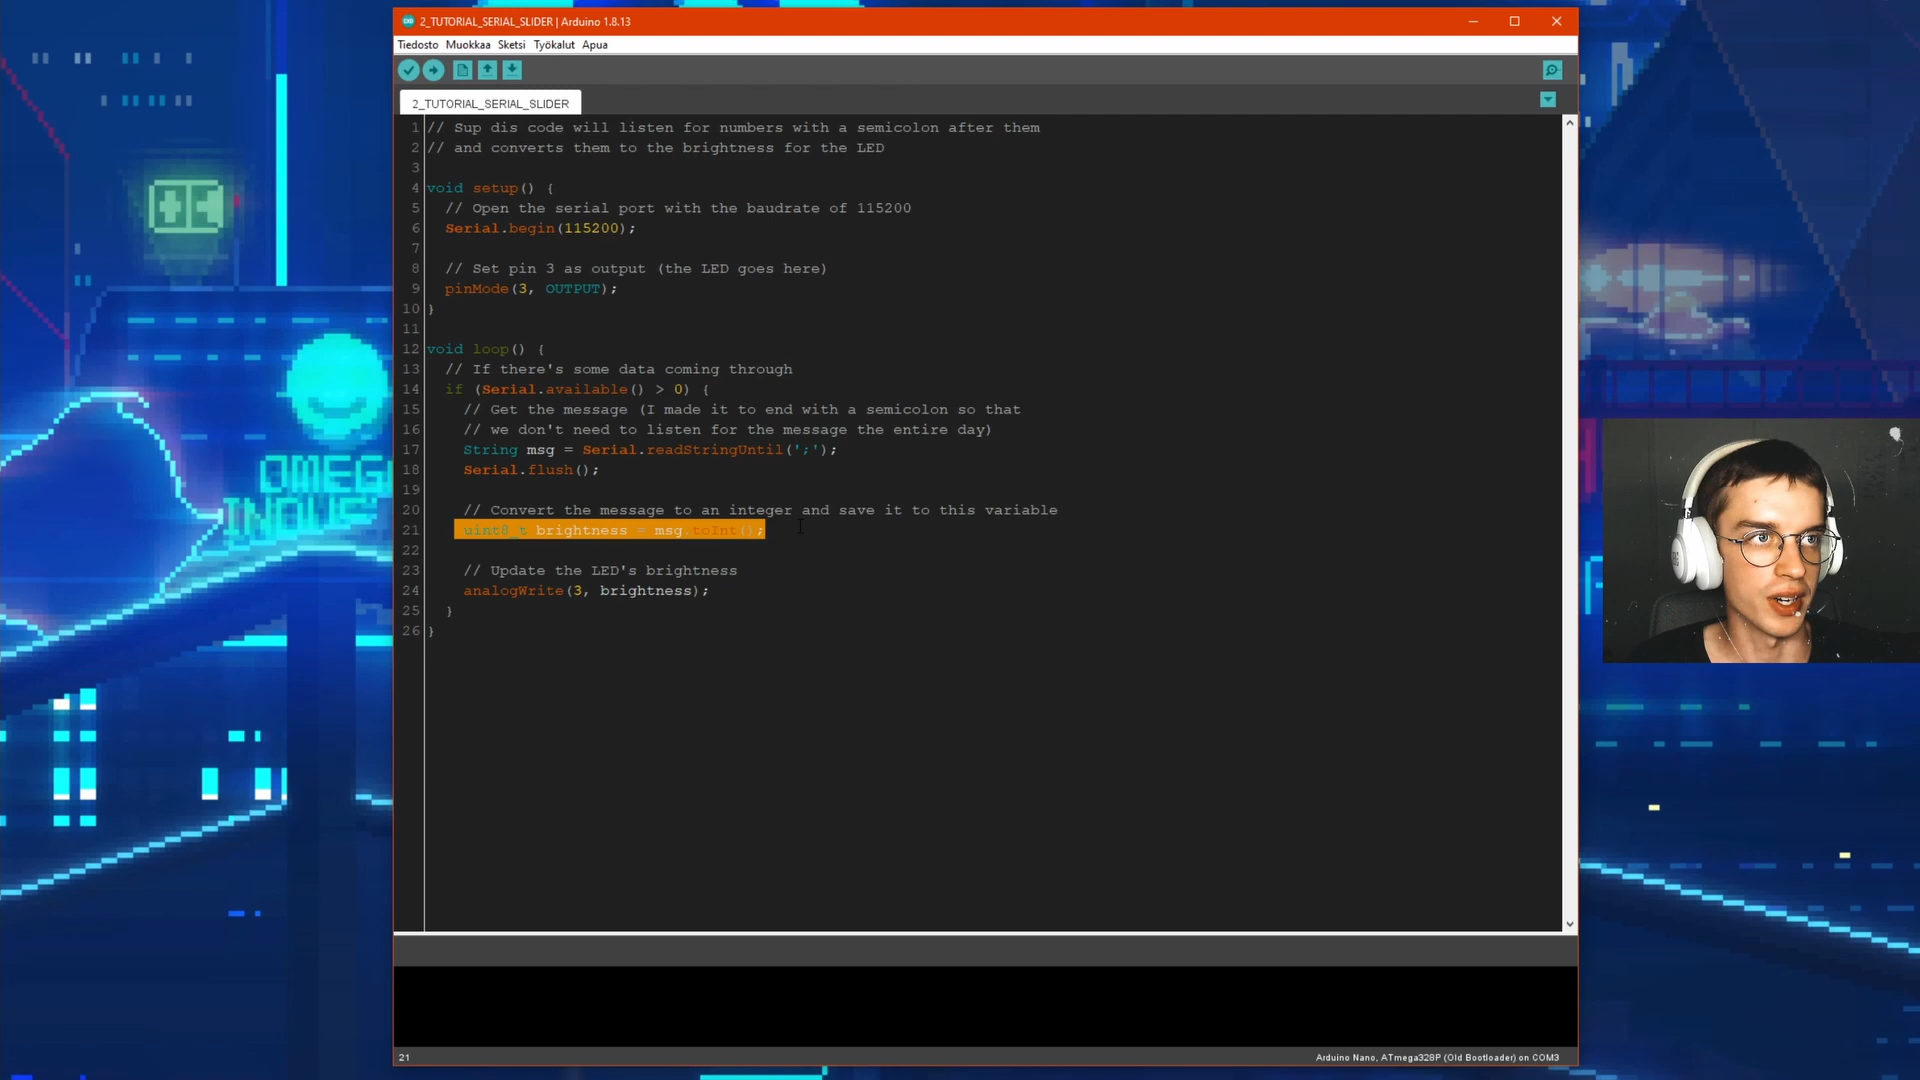 2_TUTORIAL_SERIAL_SLIDER | Arduino 1.8.13
Tiedosto Muokkaa Sketsi Työkalut Apua
2_TUTORIAL_SERIAL_SLIDER
1 // Sup dis code will listen for numbers with a semicolon after them
2 // and converts them to the brightness for the LED
3
4 void setup() {
5 // Open the serial port with the baudrate of 115200
6 Serial.begin(115200);
7
8 // Set pin 3 as output (the LED goes here)
9 pinMode(3, OUTPUT);
10 }
11
12 void loop() {
13 // If there's some data coming through
14 if (Serial.available() > 0) {
15 // Get the message (I made it to end with a semicolon so that
16 // we don't need to listen for the message the entire day)
17 String msg = Serial.readStringUntil(';');
18 Serial.flush();
19
20 // Convert the message to an integer and save it to this variable
21 uint8_t brightness = msg.toInt();
22
23 // Update the LED's brightness
24 analogWrite(3, brightness);
25 }
26 }
21
Arduino Nano, ATmega328P (Old Bootloader) on COM3
OMEG